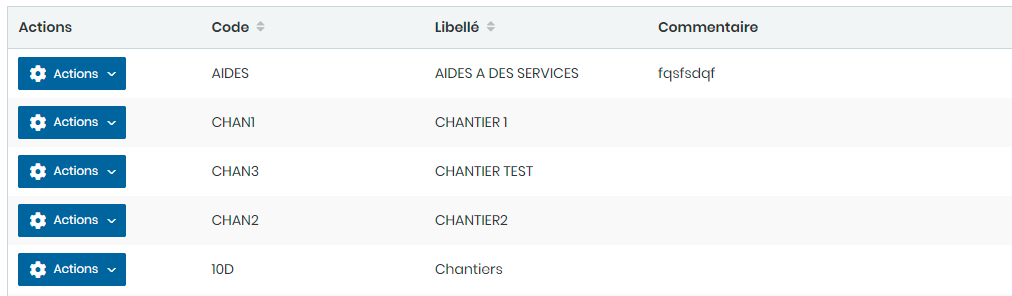 Actions Code Libellé Commentaire
Actions AIDES AIDES A DES SERVICES fqsfsdqf
Actions CHAN1 CHANTIER 1
Actions CHAN3 CHANTIER TEST
Actions CHAN2 CHANTIER2
Actions 10D Chantiers